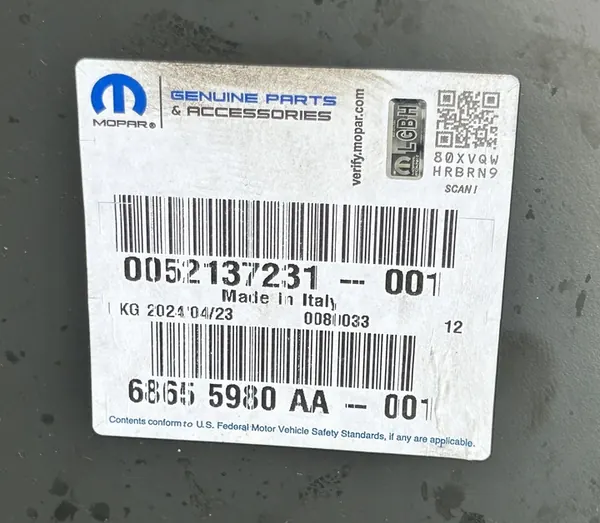 MOPAR®
GENUINE PARTS
& ACCESSORIES
verify.mopar.com
LGBH
80XVQW
HRBRN9
SCAN!
0052137231 -- 001
Made in Italy
KG 2024/04/23 0080033 12
6865 5980 AA -- 001
Contents conform to U.S. Federal Motor Vehicle Safety Standards, if any are applicable.